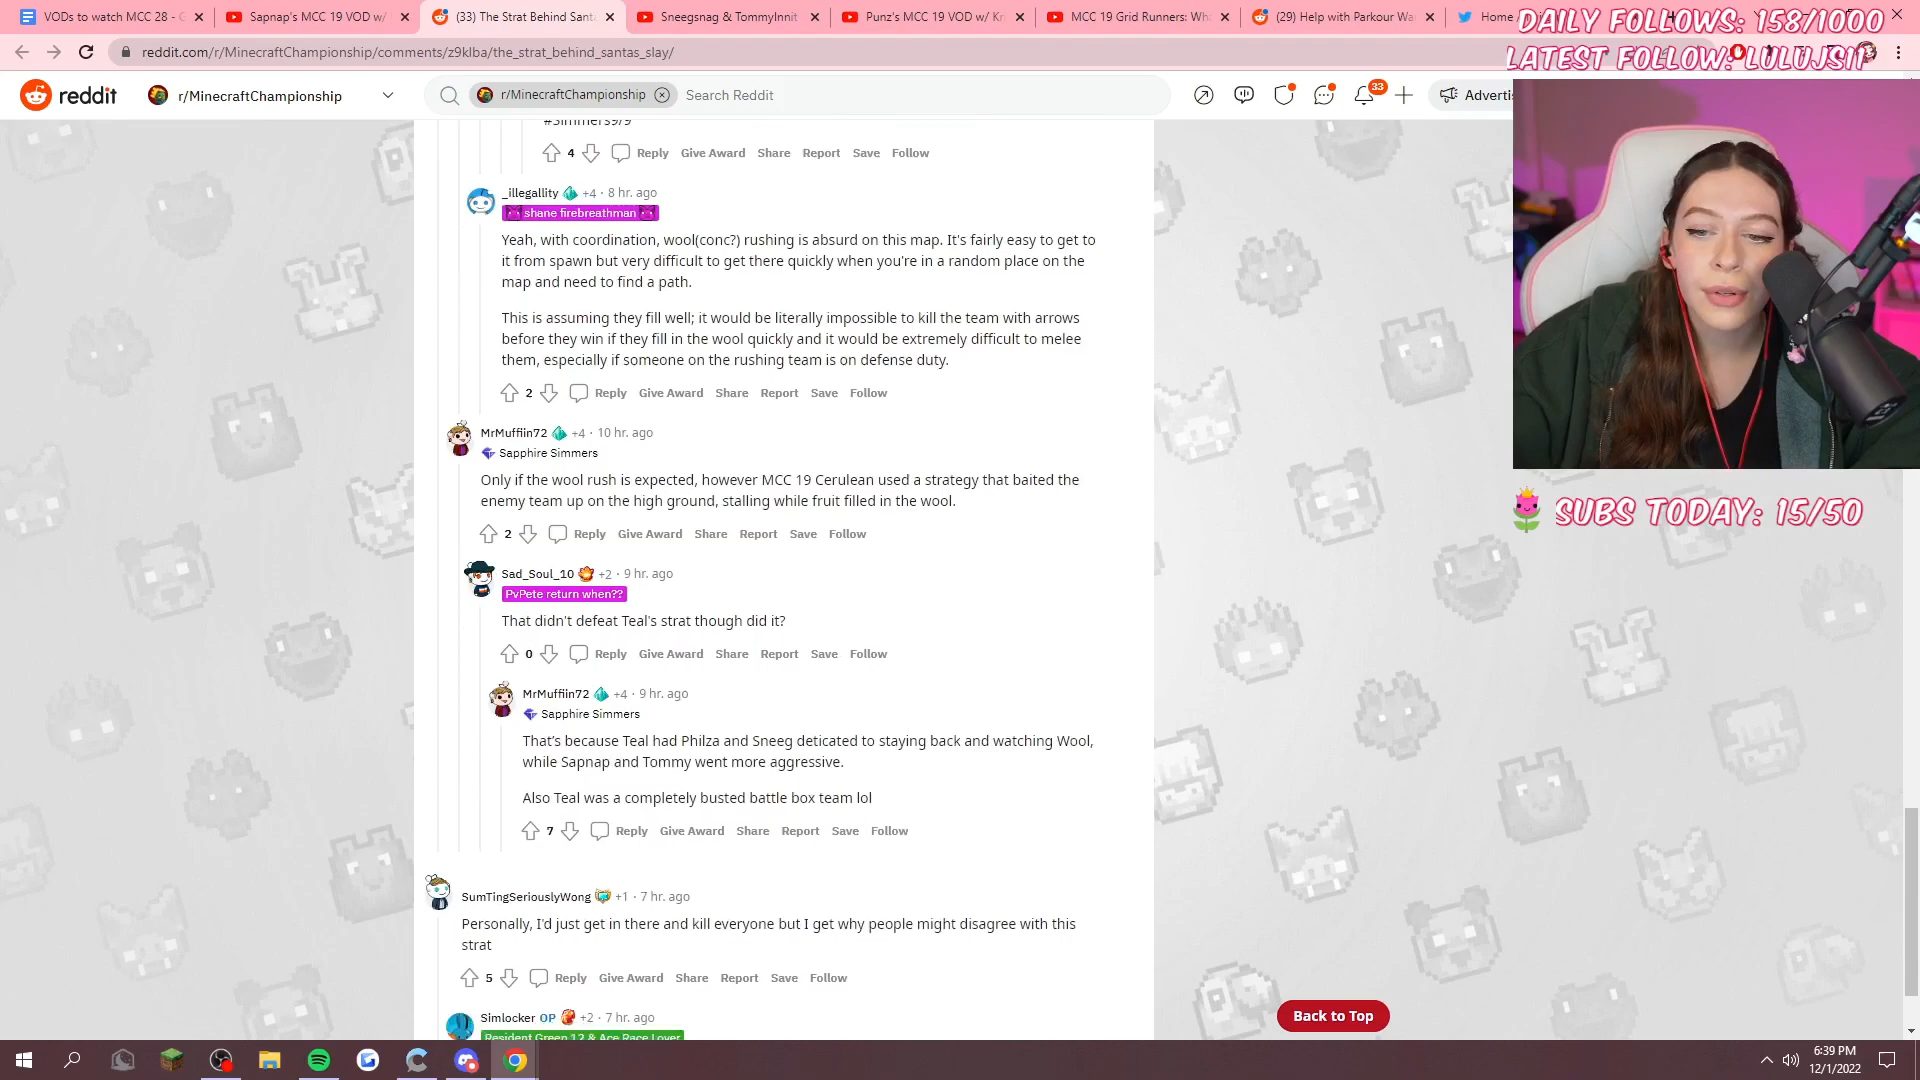 VODs to watch MCC 28 - G
Sapnap's MCC 19 VOD w/
(33) The Strat Behind Santa
Sneegsnag & TommyInnit
Punz's MCC 19 VOD w/ Kr
MCC 19 Grid Runners: Wh
(29) Help with Parkour Wa
Home
DAILY FOLLOWS: 158/1000
reddit.com/r/MinecraftChampionship/comments/z9klba/the_strat_behind_santas_slay/
LATEST FOLLOW: LULUJS11
reddit
r/MinecraftChampionship
r/MinecraftChampionship
Search Reddit
33
Adverti
#Simmers9/9
4 Reply Give Award Share Report Save Follow
_illegallity +4 · 8 hr. ago
shane firebreathman
Yeah, with coordination, wool(conc?) rushing is absurd on this map. It's fairly easy to get to
it from spawn but very difficult to get there quickly when you're in a random place on the
map and need to find a path.
This is assuming they fill well; it would be literally impossible to kill the team with arrows
before they win if they fill in the wool quickly and it would be extremely difficult to melee
them, especially if someone on the rushing team is on defense duty.
2 Reply Give Award Share Report Save Follow
MrMuffiin72 +4 · 10 hr. ago
Sapphire Simmers
Only if the wool rush is expected, however MCC 19 Cerulean used a strategy that baited the
enemy team up on the high ground, stalling while fruit filled in the wool.
2 Reply Give Award Share Report Save Follow
Sad_Soul_10 +2 · 9 hr. ago
PvPete return when??
That didn't defeat Teal's strat though did it?
0 Reply Give Award Share Report Save Follow
MrMuffiin72 +4 · 9 hr. ago
Sapphire Simmers
That's because Teal had Philza and Sneeg deticated to staying back and watching Wool,
while Sapnap and Tommy went more aggressive.
Also Teal was a completely busted battle box team lol
7 Reply Give Award Share Report Save Follow
SumTingSeriouslyWong +1 · 7 hr. ago
Personally, I'd just get in there and kill everyone but I get why people might disagree with this
strat
5 Reply Give Award Share Report Save Follow
Simlocker OP +2 · 7 hr. ago
Resident Green 12 & Ace Race Lover
SUBS TODAY: 15/50
Back to Top
6:39 PM
12/1/2022